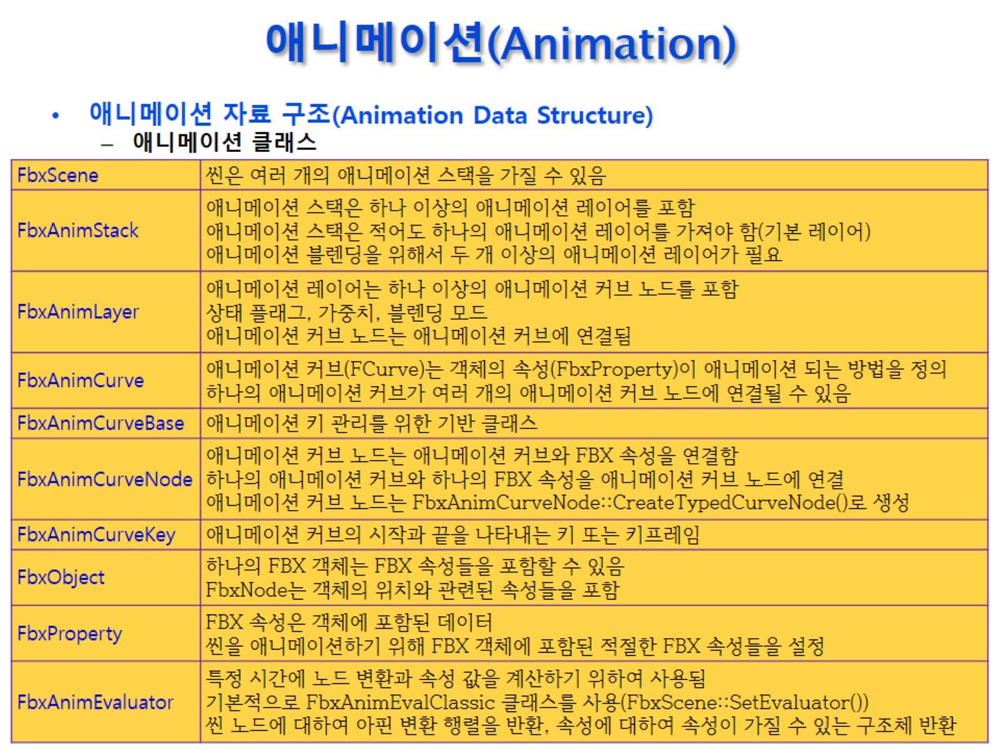 애니메이션(Animation)
• 애니메이션 자료 구조(Animation Data Structure)
– 애니메이션 클래스
FbxScene
씬은 여러 개의 애니메이션 스택을 가질 수 있음
FbxAnimStack
애니메이션 스택은 하나 이상의 애니메이션 레이어를 포함
애니메이션 스택은 적어도 하나의 애니메이션 레이어를 가져야 함(기본 레이어)
애니메이션 블렌딩을 위해서 두 개 이상의 애니메이션 레이어가 필요
FbxAnimLayer
애니메이션 레이어는 하나 이상의 애니메이션 커브 노드를 포함
상태 플래그, 가중치, 블렌딩 모드
애니메이션 커브 노드는 애니메이션 커브에 연결됨
FbxAnimCurve
애니메이션 커브(FCurve)는 객체의 속성(FbxProperty)이 애니메이션 되는 방법을 정의
하나의 애니메이션 커브가 여러 개의 애니메이션 커브 노드에 연결될 수 있음
FbxAnimCurveBase
애니메이션 키 관리를 위한 기반 클래스
FbxAnimCurveNode
애니메이션 커브 노드는 애니메이션 커브와 FBX 속성을 연결함
하나의 애니메이션 커브와 하나의 FBX 속성을 애니메이션 커브 노드에 연결
애니메이션 커브 노드는 FbxAnimCurveNode::CreateTypedCurveNode()로 생성
FbxAnimCurveKey
애니메이션 커브의 시작과 끝을 나타내는 키 또는 키프레임
FbxObject
하나의 FBX 객체는 FBX 속성들을 포함할 수 있음
FbxNode는 객체의 위치와 관련된 속성들을 포함
FbxProperty
FBX 속성은 객체에 포함된 데이터
씬을 애니메이션하기 위해 FBX 객체에 포함된 적절한 FBX 속성들을 설정
FbxAnimEvaluator
특정 시간에 노드 변환과 속성 값을 계산하기 위하여 사용됨
기본적으로 FbxAnimEvalClassic 클래스를 사용(FbxScene::SetEvaluator())
씬 노드에 대하여 아핀 변환 행렬을 반환, 속성에 대하여 속성이 가질 수 있는 구조체 반환